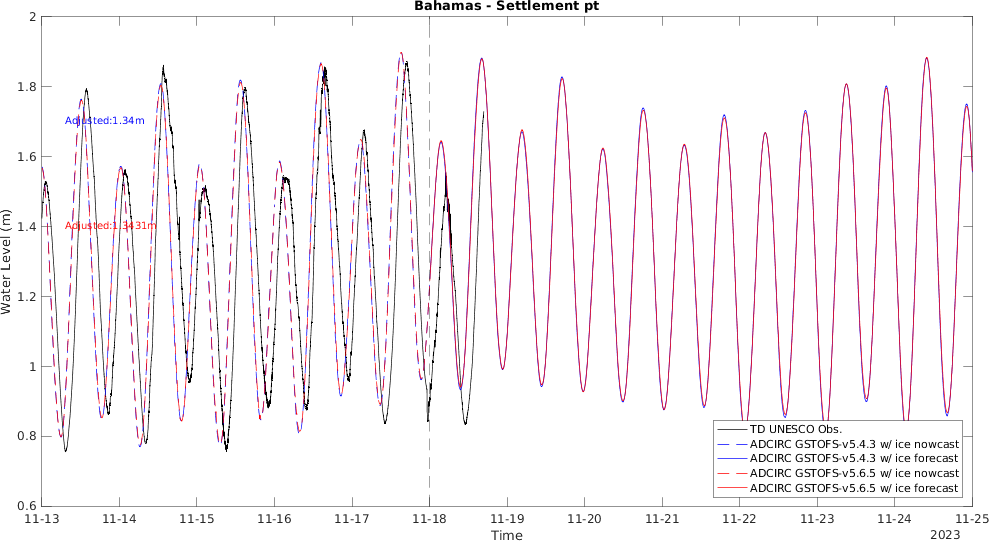 Bahamas - Settlement pt
2
1.8
1.6
1.4
1.2
1
0.8
0.6
Water Level (m)
Adjusted:1.34m
Adjusted:1.3431m
TD UNESCO Obs.
ADCIRC GSTOFS-v5.4.3 w/ ice nowcast
ADCIRC GSTOFS-v5.4.3 w/ ice forecast
ADCIRC GSTOFS-v5.6.5 w/ ice nowcast
ADCIRC GSTOFS-v5.6.5 w/ ice forecast
11-13 11-14 11-15 11-16 11-17 11-18 11-19 11-20 11-21 11-22 11-23 11-24 11-25
Time
2023